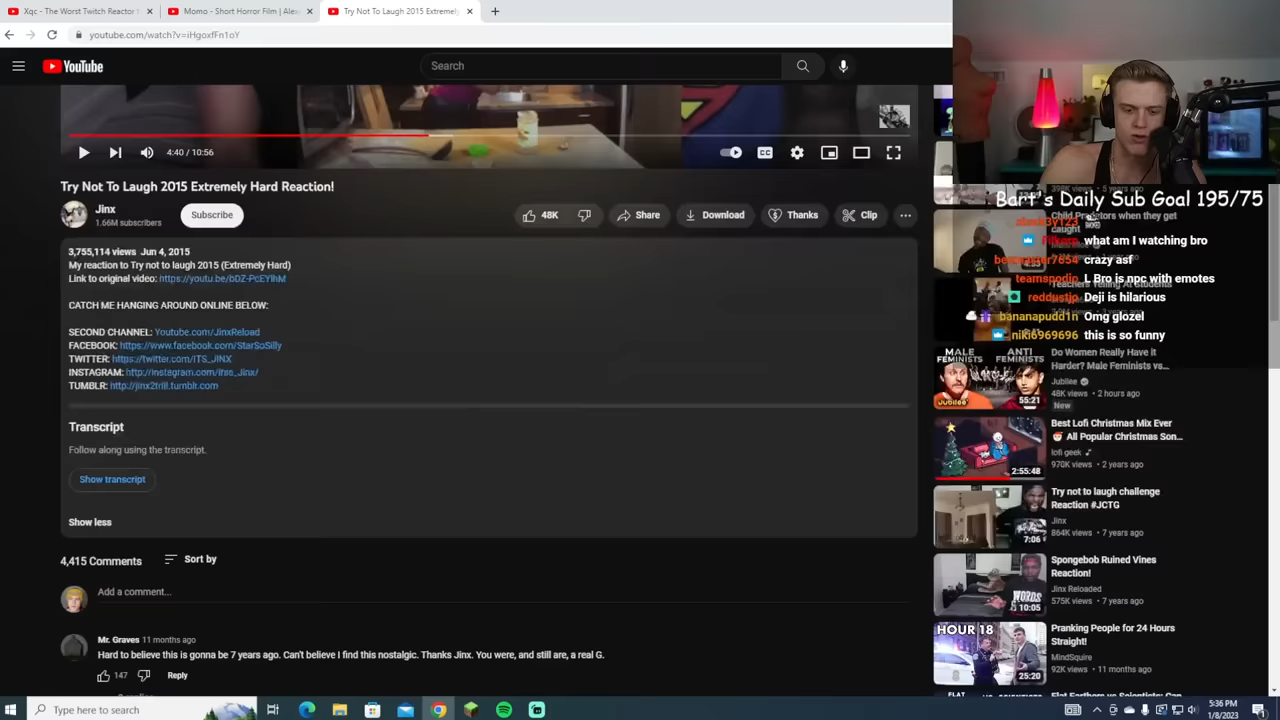 Xqc - The Worst Twitch Reactor
Momo - Short Horror Film | Alex
Try Not To Laugh 2015 Extremely
youtube.com/watch?v=iHgoxfFn1oY
YouTube
Search
4:40 / 10:56
Try Not To Laugh 2015 Extremely Hard Reaction!
Jinx
1.66M subscribers
Subscribe
48K
Share
Download
Thanks
Clip
3,755,114 views Jun 4, 2015
My reaction to Try not to laugh 2015 (Extremely Hard)
Link to original video: https://youtu.be/bDZ-PcEYlhM
CATCH ME HANGING AROUND ONLINE BELOW:
SECOND CHANNEL: Youtube.com/JinxReload
FACEBOOK: https://www.facebook.com/StarSoSilly
TWITTER: https://twitter.com/ITS_JINX
INSTAGRAM: http://instagram.com/itss_Jinx/
TUMBLR: http://jinx2trill.tumblr.com
Transcript
Follow along using the transcript.
Show transcript
Show less
4,415 Comments
Sort by
Add a comment...
Mr. Graves 11 months ago
Hard to believe this is gonna be 7 years ago. Can't believe I find this nostalgic. Thanks Jinx. You were, and still are, a real G.
147
Reply
Bart's Daily Sub Goal 195/75
Child Predators when they get
caught
what am I watching bro
crazy asf
teamsnodip L Bro is npc with emotes
Teachers Yelling At Students
reddustjo Deji is hilarious
bananapudd1n Omg glozel
niki6969696 this is so funny
MALE FEMINISTS
ANTI FEMINISTS
Jubilee
55:21
Do Women Really Have it
Harder? Male Feminists vs...
Jubilee
48K views • 2 hours ago
New
2:55:48
Best Lofi Christmas Mix Ever
All Popular Christmas Son...
lofi geek
970K views • 2 years ago
7:06
Try not to laugh challenge
Reaction #JCTG
Jinx
864K views • 7 years ago
WORDS
10:05
Spongebob Ruined Vines
Reaction!
Jinx Reloaded
575K views • 7 years ago
HOUR 18
25:20
Pranking People for 24 Hours
Straight!
MindSquire
92K views • 11 months ago
Type here to search
5:36 PM
1/8/2023